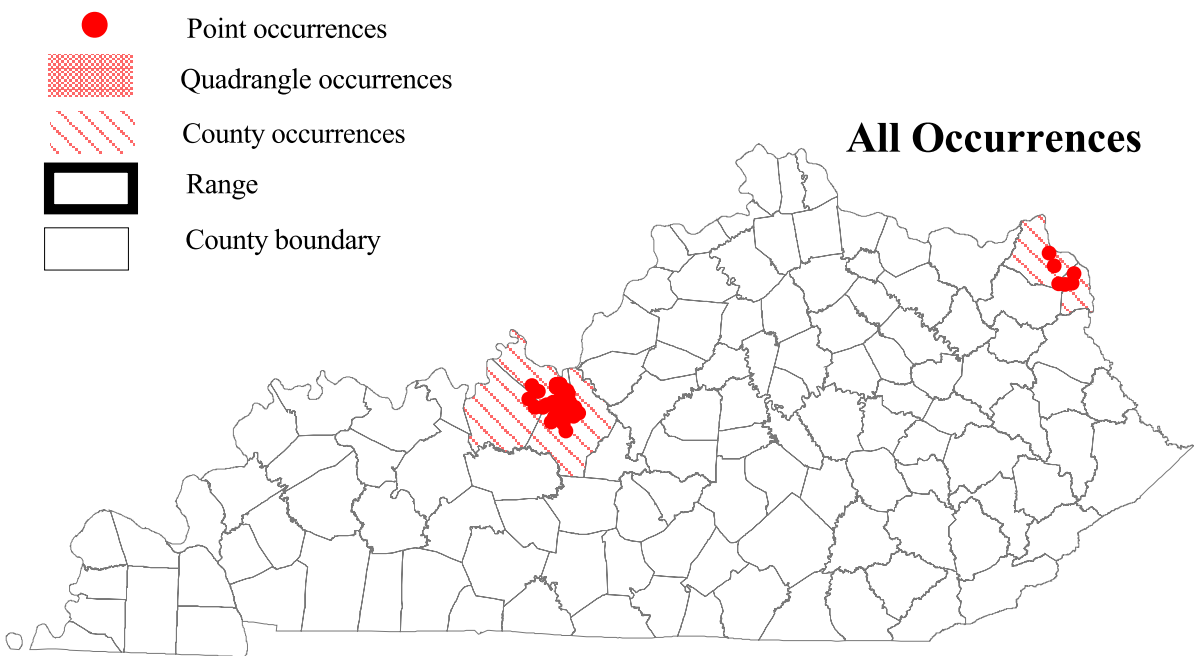 Point occurrences
Quadrangle occurrences
County occurrences
Range
County boundary
All Occurrences